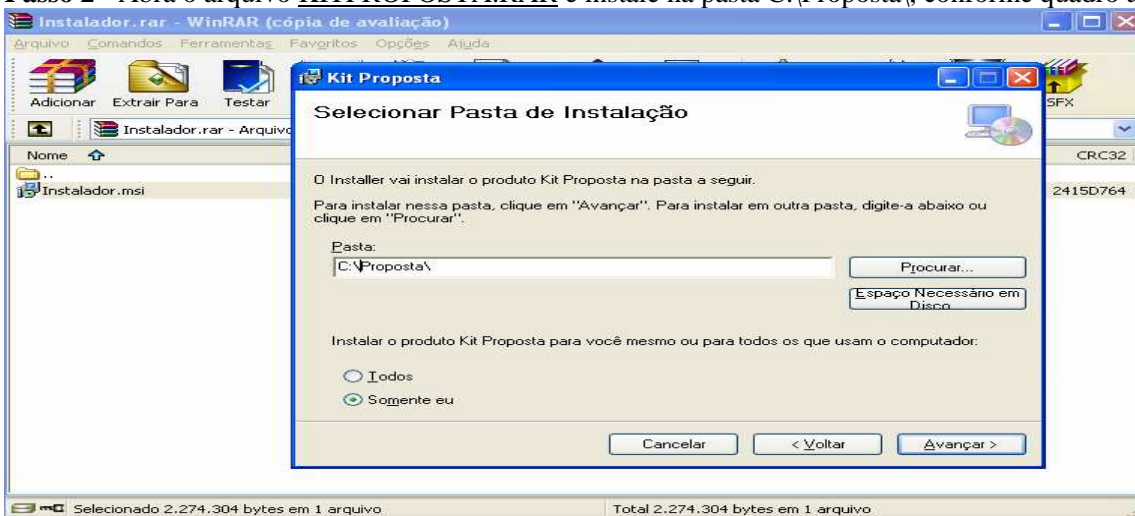 Passo 2 - Abra o arquivo KITPROPOSTA.RAR e instale na pasta C:\Proposta\, conforme quadro
Instalador.rar - WinRAR (cópia de avaliação)
Arquivo Comandos Ferramentas Favoritos Opções Ajuda
Adicionar Extrair Para Testar SFX
Instalador.rar - Arquivo
Nome CRC32
..
Instalador.msi 2415D764
Kit Proposta
Selecionar Pasta de Instalação
O Installer vai instalar o produto Kit Proposta na pasta a seguir.
Para instalar nessa pasta, clique em "Avançar". Para instalar em outra pasta, digite-a abaixo ou
clique em "Procurar".
Pasta:
C:\Proposta\
Procurar...
Espaço Necessário em
Disco
Instalar o produto Kit Proposta para você mesmo ou para todos os que usam o computador:
Todos
Somente eu
Cancelar < Voltar Avançar >
Selecionado 2.274.304 bytes em 1 arquivo Total 2.274.304 bytes em 1 arquivo